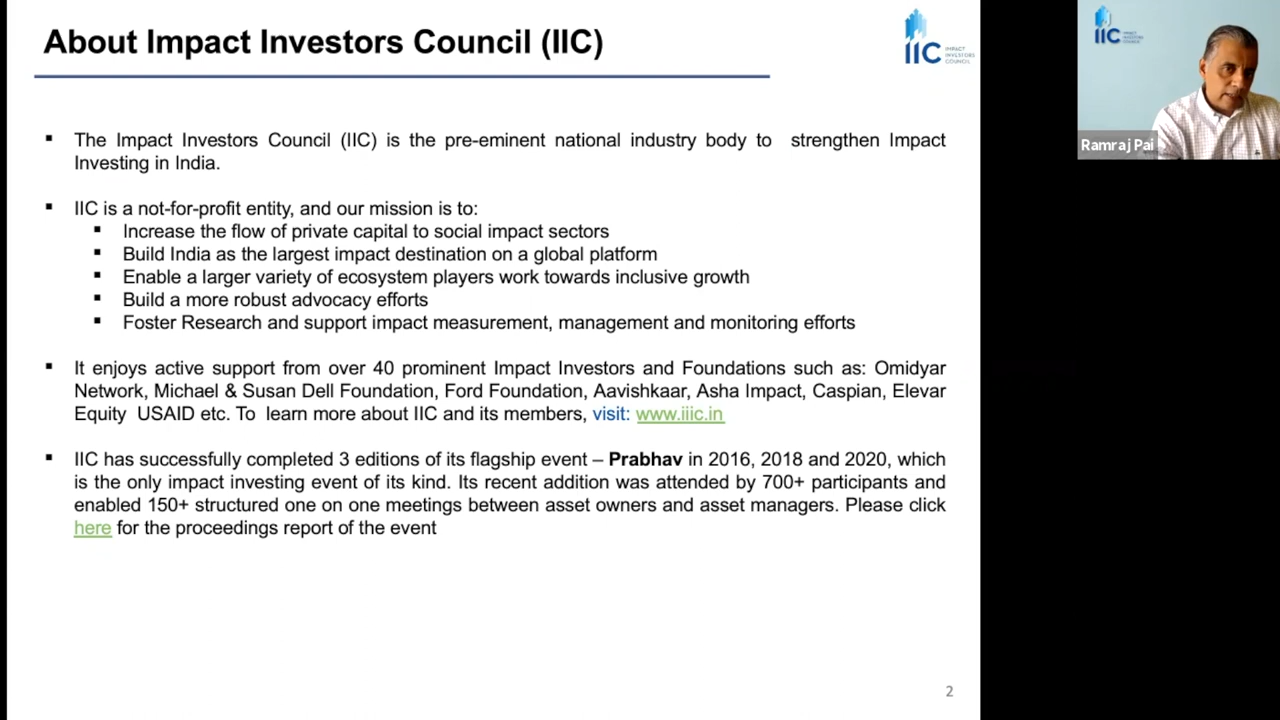 About Impact Investors Council (IIC)
IIC IMPACT
INVESTORS
COUNCIL
IIC
IMPACT
INVESTORS
COUNCIL
Ramraj Pai
▪ The Impact Investors Council (IIC) is the pre-eminent national industry body to strengthen Impact
Investing in India.
▪ IIC is a not-for-profit entity, and our mission is to:
▪ Increase the flow of private capital to social impact sectors
▪ Build India as the largest impact destination on a global platform
▪ Enable a larger variety of ecosystem players work towards inclusive growth
▪ Build a more robust advocacy efforts
▪ Foster Research and support impact measurement, management and monitoring efforts
▪ It enjoys active support from over 40 prominent Impact Investors and Foundations such as: Omidyar
Network, Michael & Susan Dell Foundation, Ford Foundation, Aavishkaar, Asha Impact, Caspian, Elevar
Equity USAID etc. To learn more about IIC and its members, visit: www.iiic.in
▪ IIC has successfully completed 3 editions of its flagship event – Prabhav in 2016, 2018 and 2020, which
is the only impact investing event of its kind. Its recent addition was attended by 700+ participants and
enabled 150+ structured one on one meetings between asset owners and asset managers. Please click
here for the proceedings report of the event
2